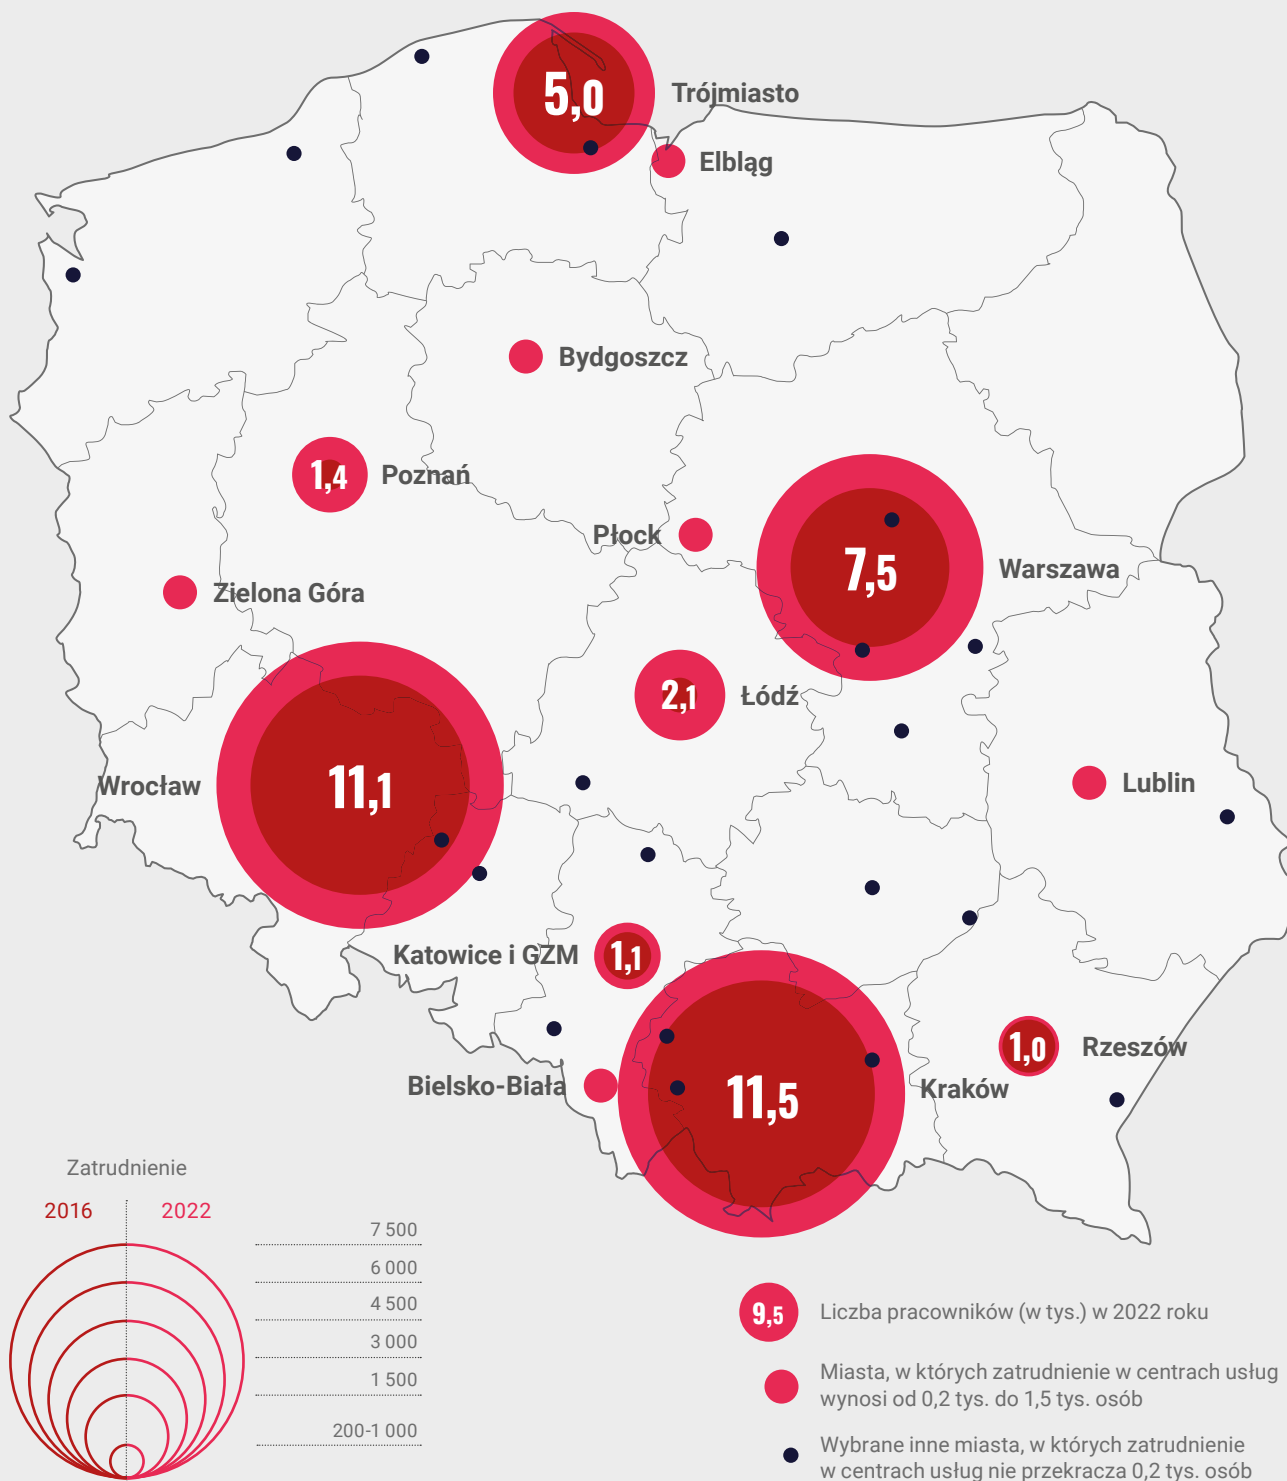 5,0
Trójmiasto
Elbląg
Bydgoszcz
1,4
Poznań
Płock
7,5
Warszawa
Zielona Góra
2,1
Łódź
Wrocław
11,1
Lublin
Katowice i GZM
1,1
1,0
Rzeszów
Bielsko-Biała
11,5
Kraków
Zatrudnienie
2016
2022
7 500
6 000
4 500
3 000
1 500
200-1 000
9,5
Liczba pracowników (w tys.) w 2022 roku
Miasta, w których zatrudnienie w centrach usług
wynosi od 0,2 tys. do 1,5 tys. osób
Wybrane inne miasta, w których zatrudnienie
w centrach usług nie przekracza 0,2 tys. osób